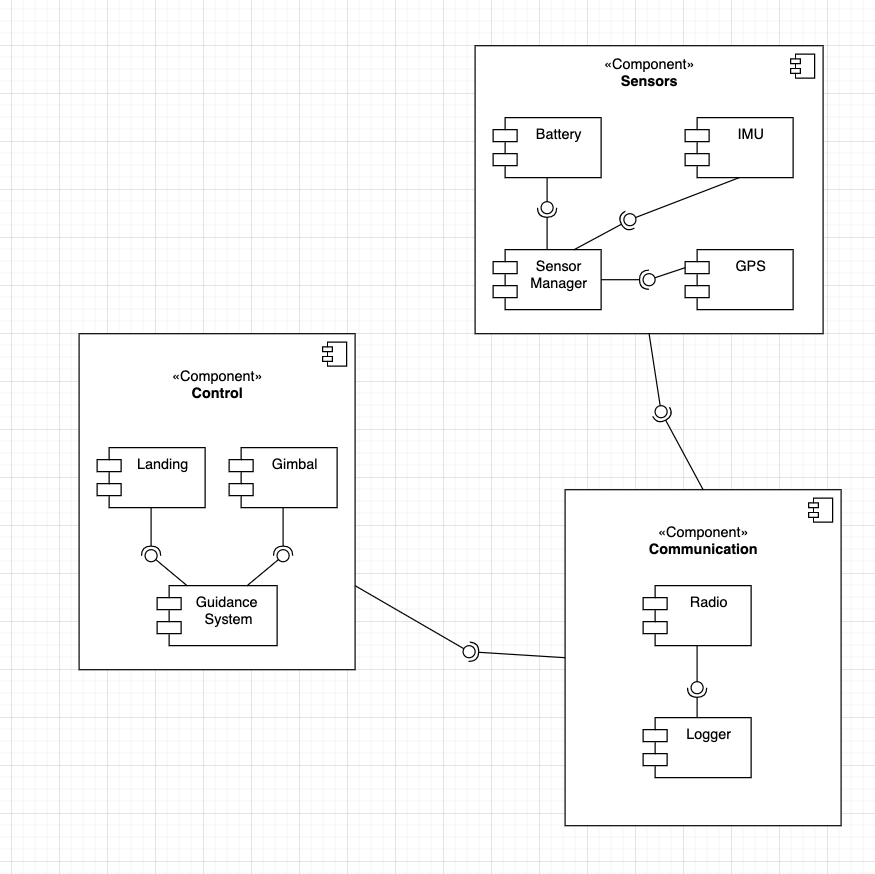 «Component»
Sensors
Battery
IMU
Sensor
Manager
GPS
«Component»
Control
Landing
Gimbal
Guidance
System
«Component»
Communication
Radio
Logger